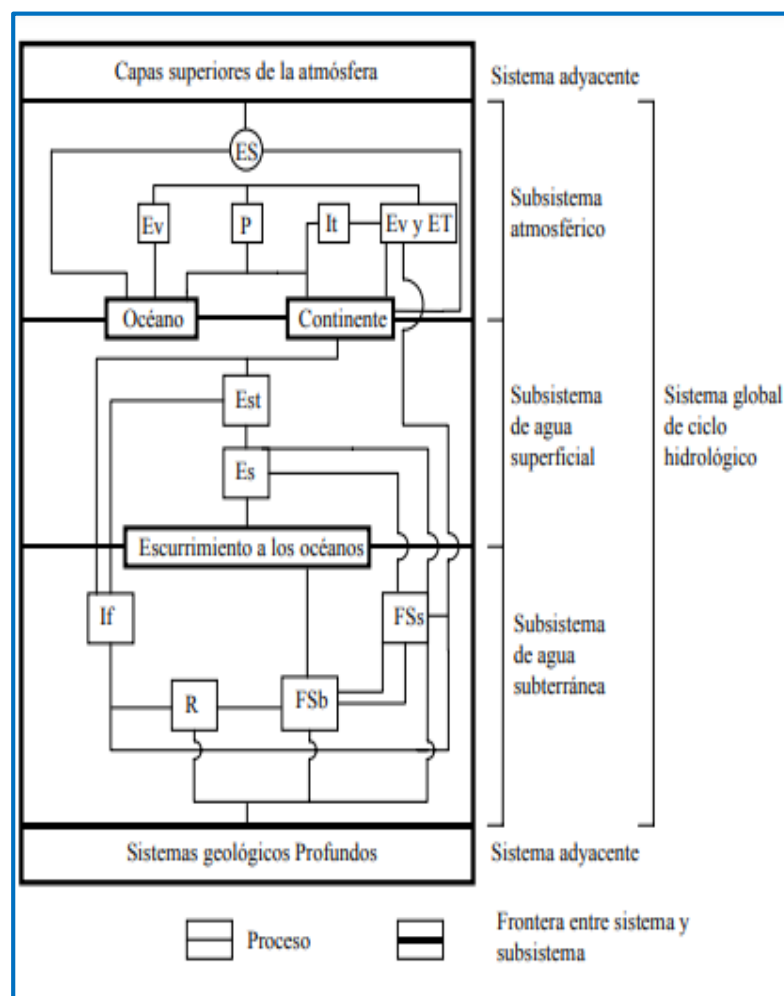 Capas superiores de la atmósfera
Sistema adyacente
ES
Ev
P
It
Ev y ET
Subsistema
atmosférico
Océano
Continente
Est
Es
Subsistema
de agua
superficial
Sistema global
de ciclo
hidrológico
Escurrimiento a los océanos
If
FSs
R
FSb
Subsistema
de agua
subterránea
Sistemas geológicos Profundos
Sistema adyacente
Proceso
Frontera entre sistema y
subsistema